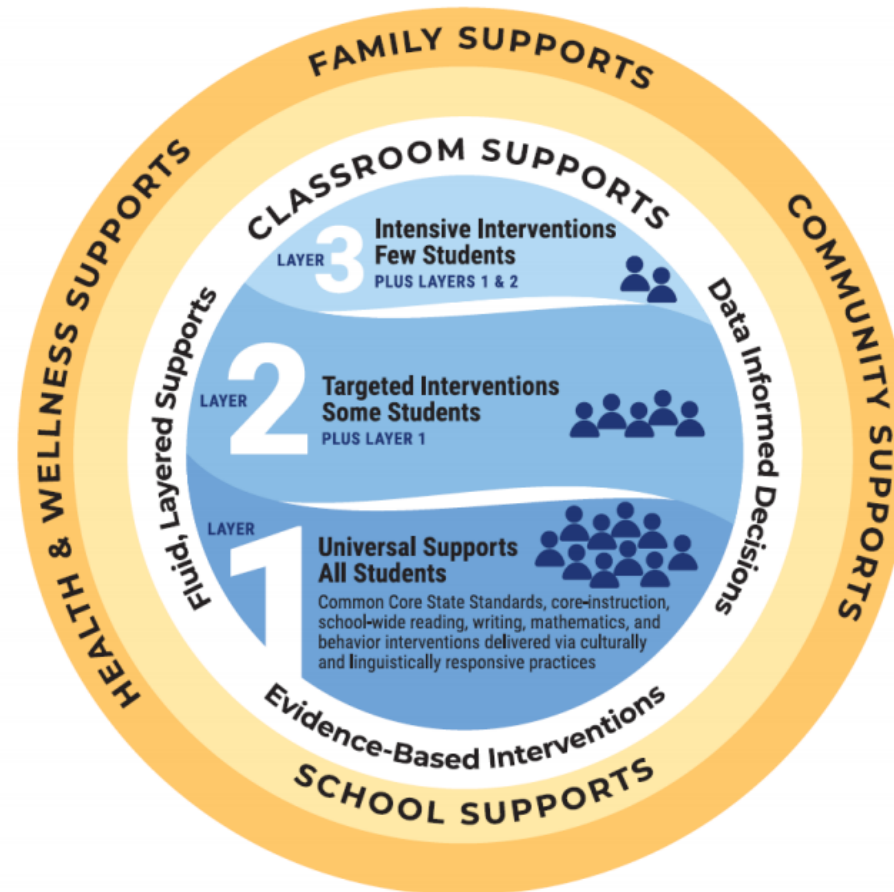 FAMILY SUPPORTS
HEALTH & WELLNESS SUPPORTS
COMMUNITY SUPPORTS
CLASSROOM SUPPORTS
Fluid, Layered Supports
Data Informed Decisions
LAYER 3
Intensive Interventions
Few Students
PLUS LAYERS 1 & 2
LAYER 2
Targeted Interventions
Some Students
PLUS LAYER 1
LAYER 1
Universal Supports
All Students
Common Core State Standards, core-instruction,
school-wide reading, writing, mathematics, and
behavior interventions delivered via culturally
and linguistically responsive practices
Evidence-Based Interventions
SCHOOL SUPPORTS